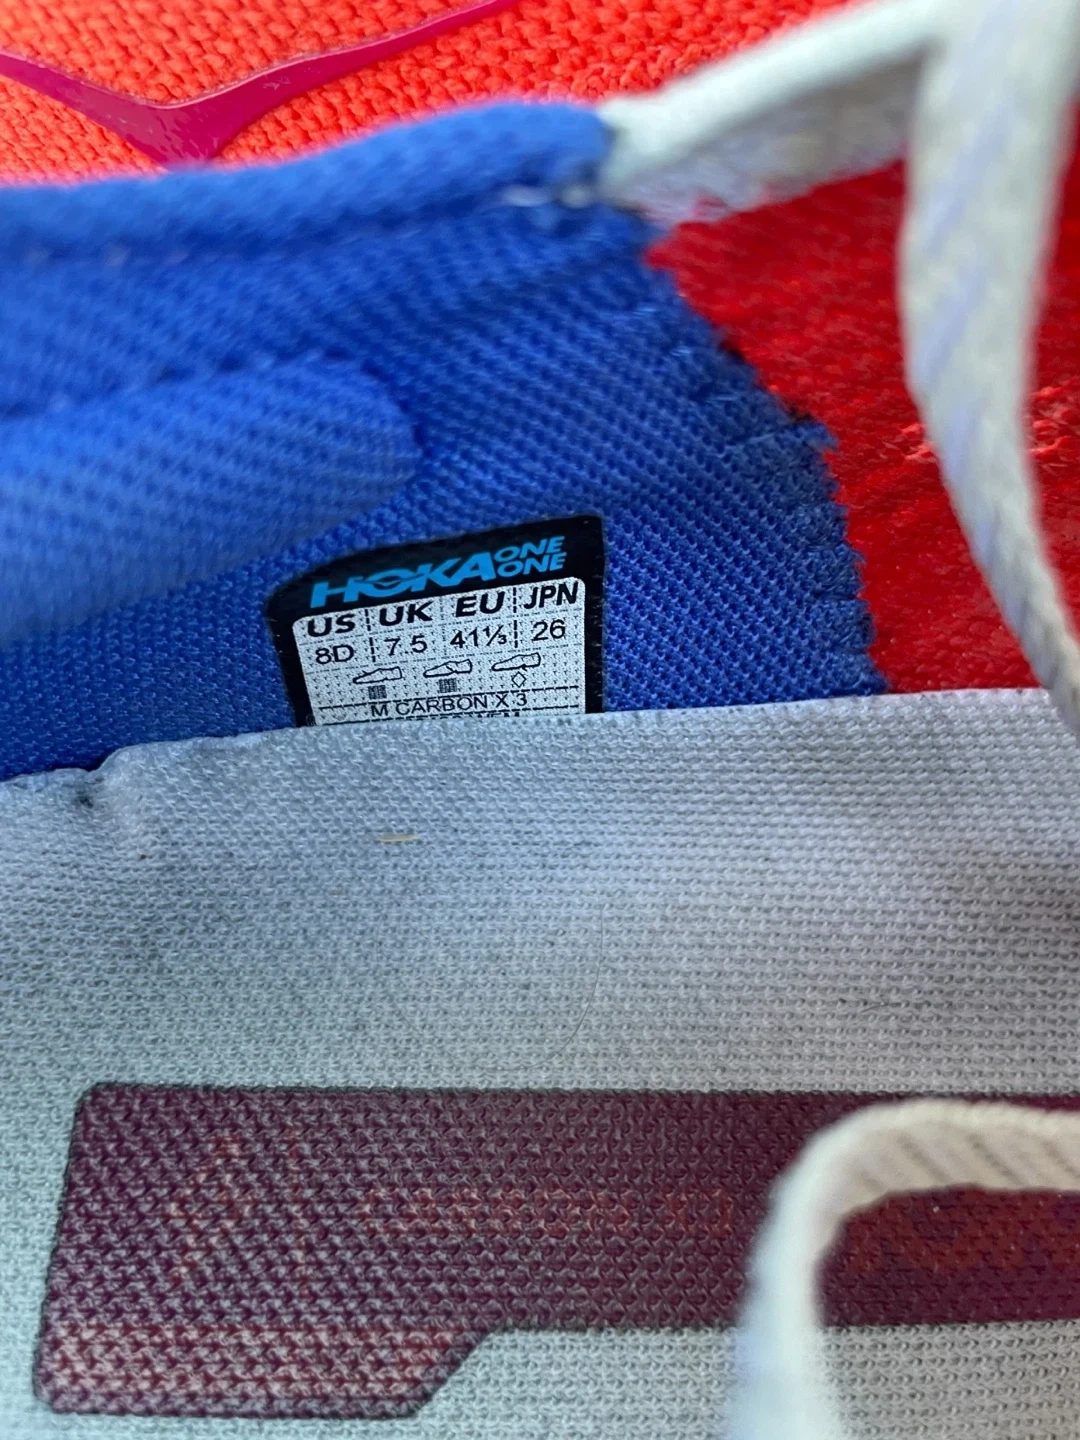 HOKA ONE ONE
US UK EU JPN
8D 7.5 41⅓ 26
M CARBON X 3